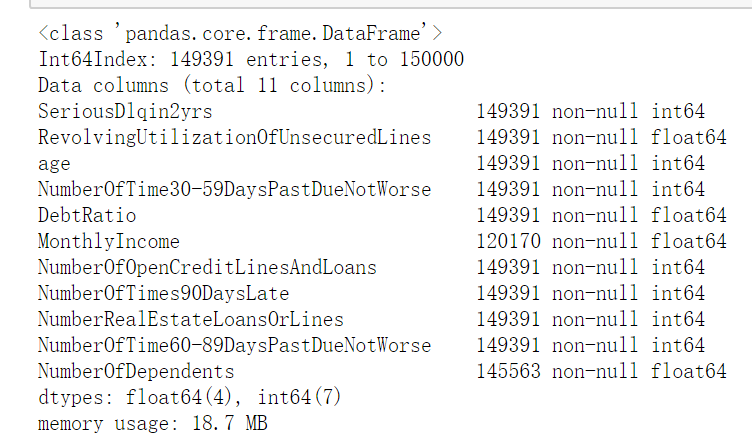 <class 'pandas.core.frame.DataFrame'>
Int64Index: 149391 entries, 1 to 150000
Data columns (total 11 columns):
SeriousDlqin2yrs                        149391 non-null int64
RevolvingUtilizationOfUnsecuredLines    149391 non-null float64
age                                     149391 non-null int64
NumberOfTime30-59DaysPastDueNotWorse    149391 non-null int64
DebtRatio                               149391 non-null float64
MonthlyIncome                           120170 non-null float64
NumberOfOpenCreditLinesAndLoans         149391 non-null int64
NumberOfTimes90DaysLate                 149391 non-null int64
NumberRealEstateLoansOrLines            149391 non-null int64
NumberOfTime60-89DaysPastDueNotWorse    149391 non-null int64
NumberOfDependents                      145563 non-null float64
dtypes: float64(4), int64(7)
memory usage: 18.7 MB